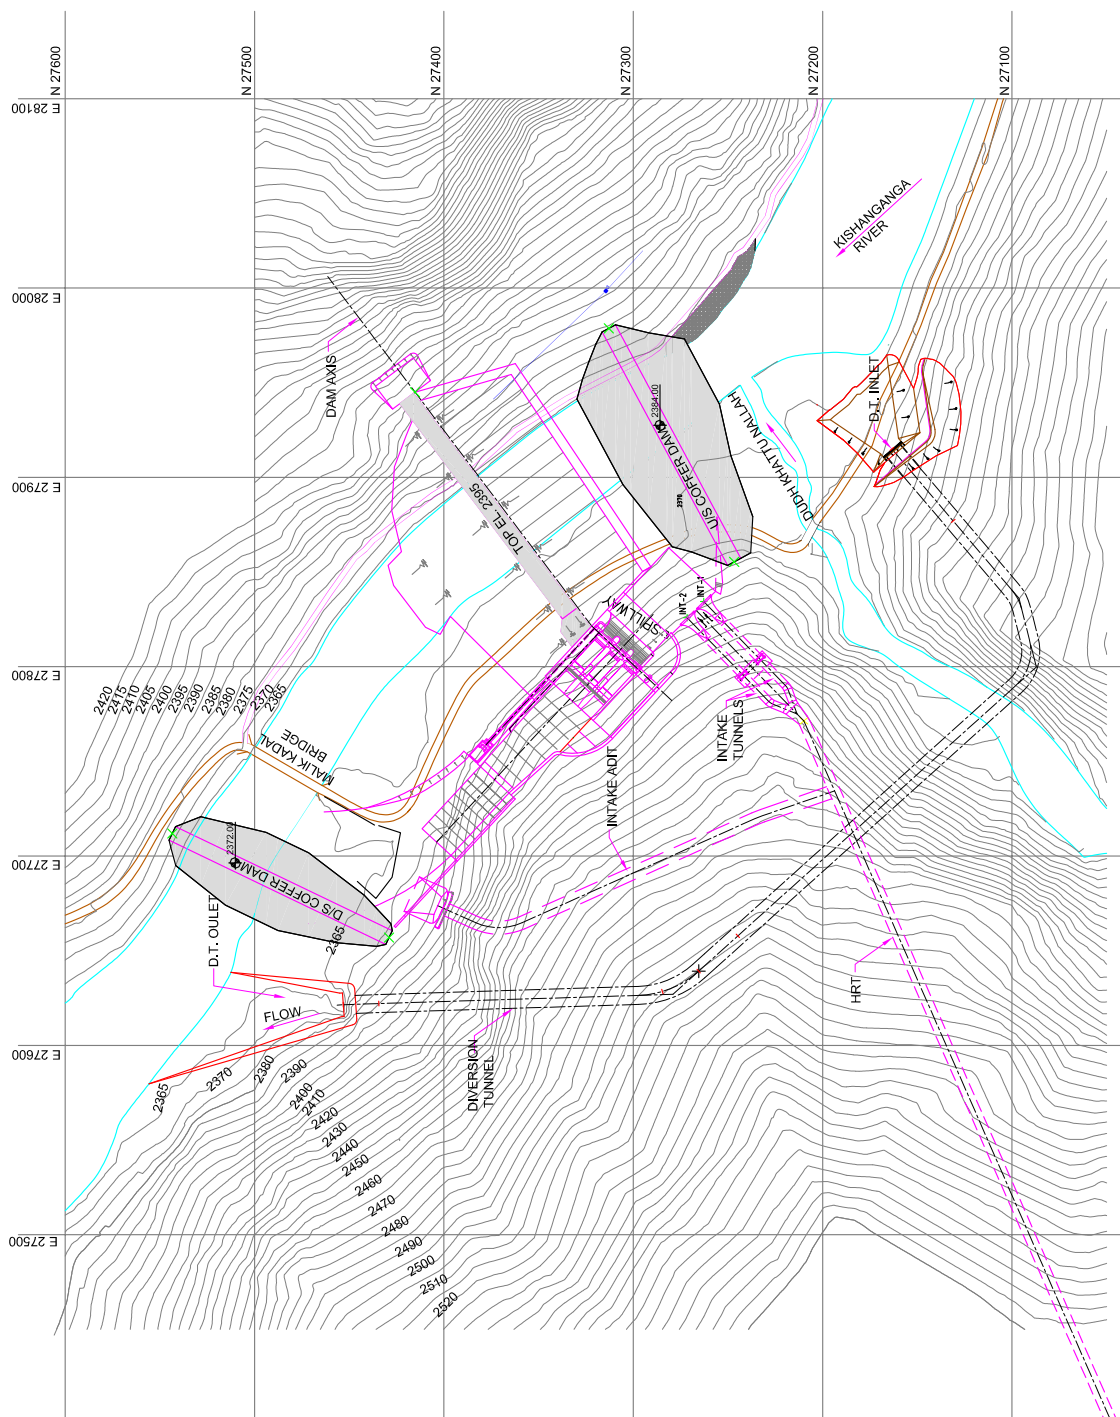 N 27600
N 27500
N 27400
N 27300
N 27200
N 27100
E 28100
E 28000
E 27900
E 27800
E 27700
E 27600
E 27500
KISHANGANGA
RIVER
DAM AXIS
D.T. INLET
DUDH KHATTU NALLAH
U/S COFFER DAM
2384.00
2370
TOP EL. 2395
SPILLWAY
INT-2
INT-1
INTAKE
TUNNELS
INTAKE ADIT
2420
2415
2410
2405
2400
2395
2390
2385
2380
2375
2370
2365
MALIK KADAL
BRIDGE
D/S COFFER DAM
2372.02
2365
D.T. OULET
FLOW
DIVERSION
TUNNEL
HRT
2365
2370
2380
2390
2400
2410
2420
2430
2440
2450
2460
2470
2480
2490
2500
2510
2520